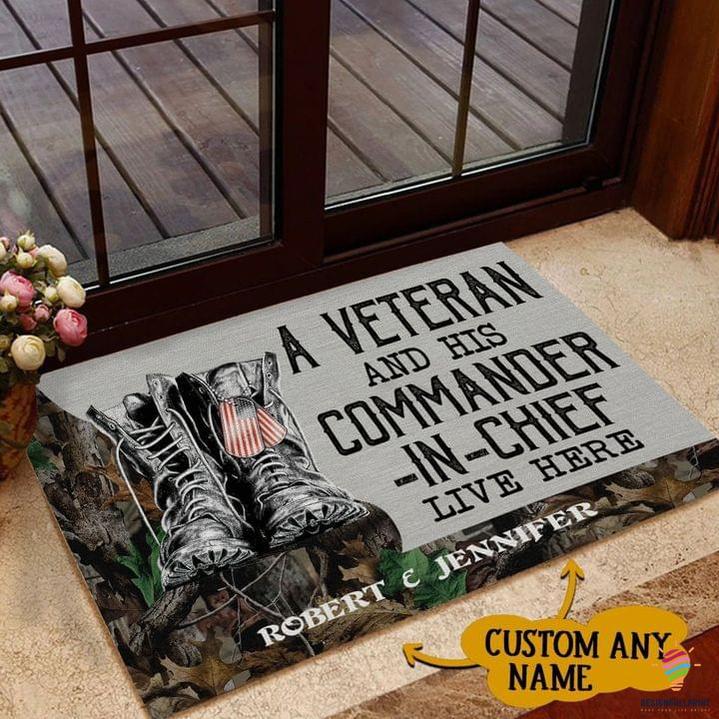 A VETERAN
AND HIS
COMMANDER
-IN-CHIEF
LIVE HERE
ROBERT & JENNIFER
CUSTOM ANY
NAME